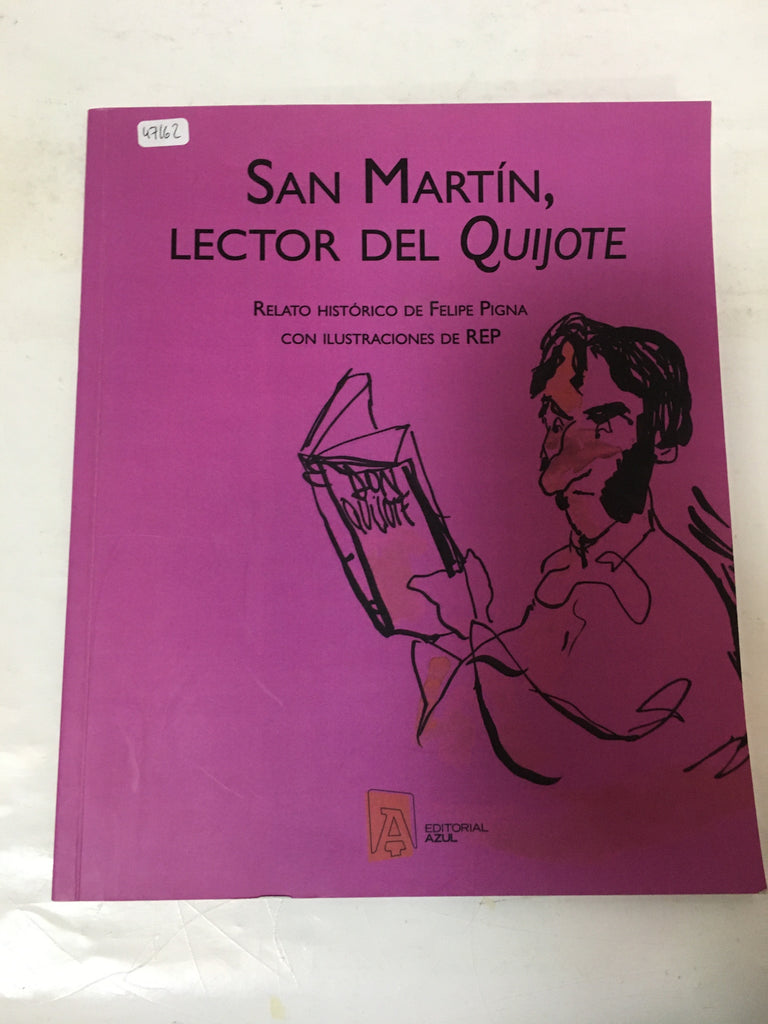 47162
SAN MARTÍN,
LECTOR DEL QUIJOTE
RELATO HISTÓRICO DE FELIPE PIGNA
CON ILUSTRACIONES DE REP
DON
QUIJOTE
A
EDITORIAL
AZUL